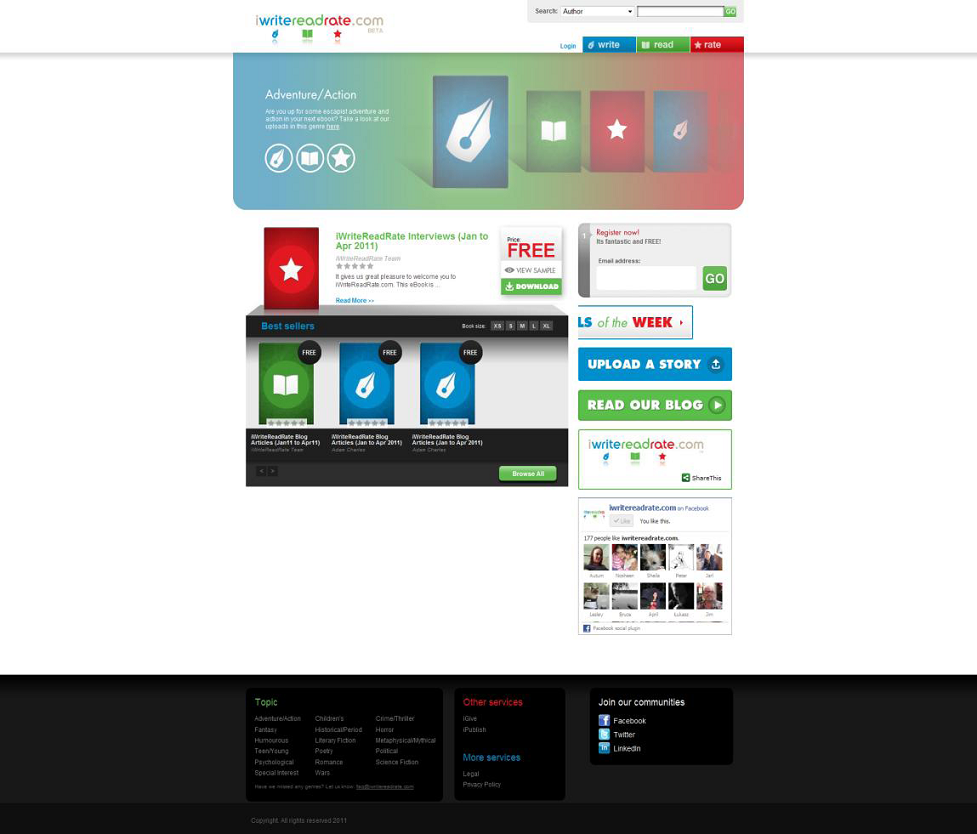 iwritereadrate.com
BETA
Search: Author GO
Login write read rate
Adventure/Action
Are you up for some escapist adventure and
action in your next ebook? Take a look at our
uploads in this genre here.
iWriteReadRate Interviews (Jan to
Apr 2011)
iWriteReadRate Team
It gives us great pleasure to welcome you to
iWriteReadRate.com. This eBook is ...
Read More >>
Price:
FREE
VIEW SAMPLE
DOWNLOAD
Best sellers
Book size: XS S M L XL
FREE FREE FREE
iWriteReadRate Blog
Articles (Jan11 to Apr11)
iWriteReadRate Team
iWriteReadRate Blog
Articles (Jan to Apr 2011)
Adam Charles
iWriteReadRate Blog
Articles (Jan to Apr 2011)
Adam Charles
< >
Browse All
1 Register now!
Its fantastic and FREE!
Email address:
GO
LS of the WEEK
UPLOAD A STORY
READ OUR BLOG
iwritereadrate.com
ShareThis
iwritereadrate.com on Facebook
Like You like this.
177 people like iwritereadrate.com.
Autum Nosheen Sheila Peter Jari
Lesley Bruce April Lukasz Jim
Facebook social plugin
Topic
Adventure/Action Children's Crime/Thriller
Fantasy Historical/Period Horror
Humourous Literary Fiction Metaphysical/Mythical
Teen/Young Poetry Political
Psychological Romance Science Fiction
Special Interest Wars
Have we missed any genres? Let us know: faq@iwritereadrate.com
Other services
iGive
iPublish
More services
Legal
Privacy Policy
Join our communities
Facebook
Twitter
LinkedIn
Copyright. All rights reserved 2011